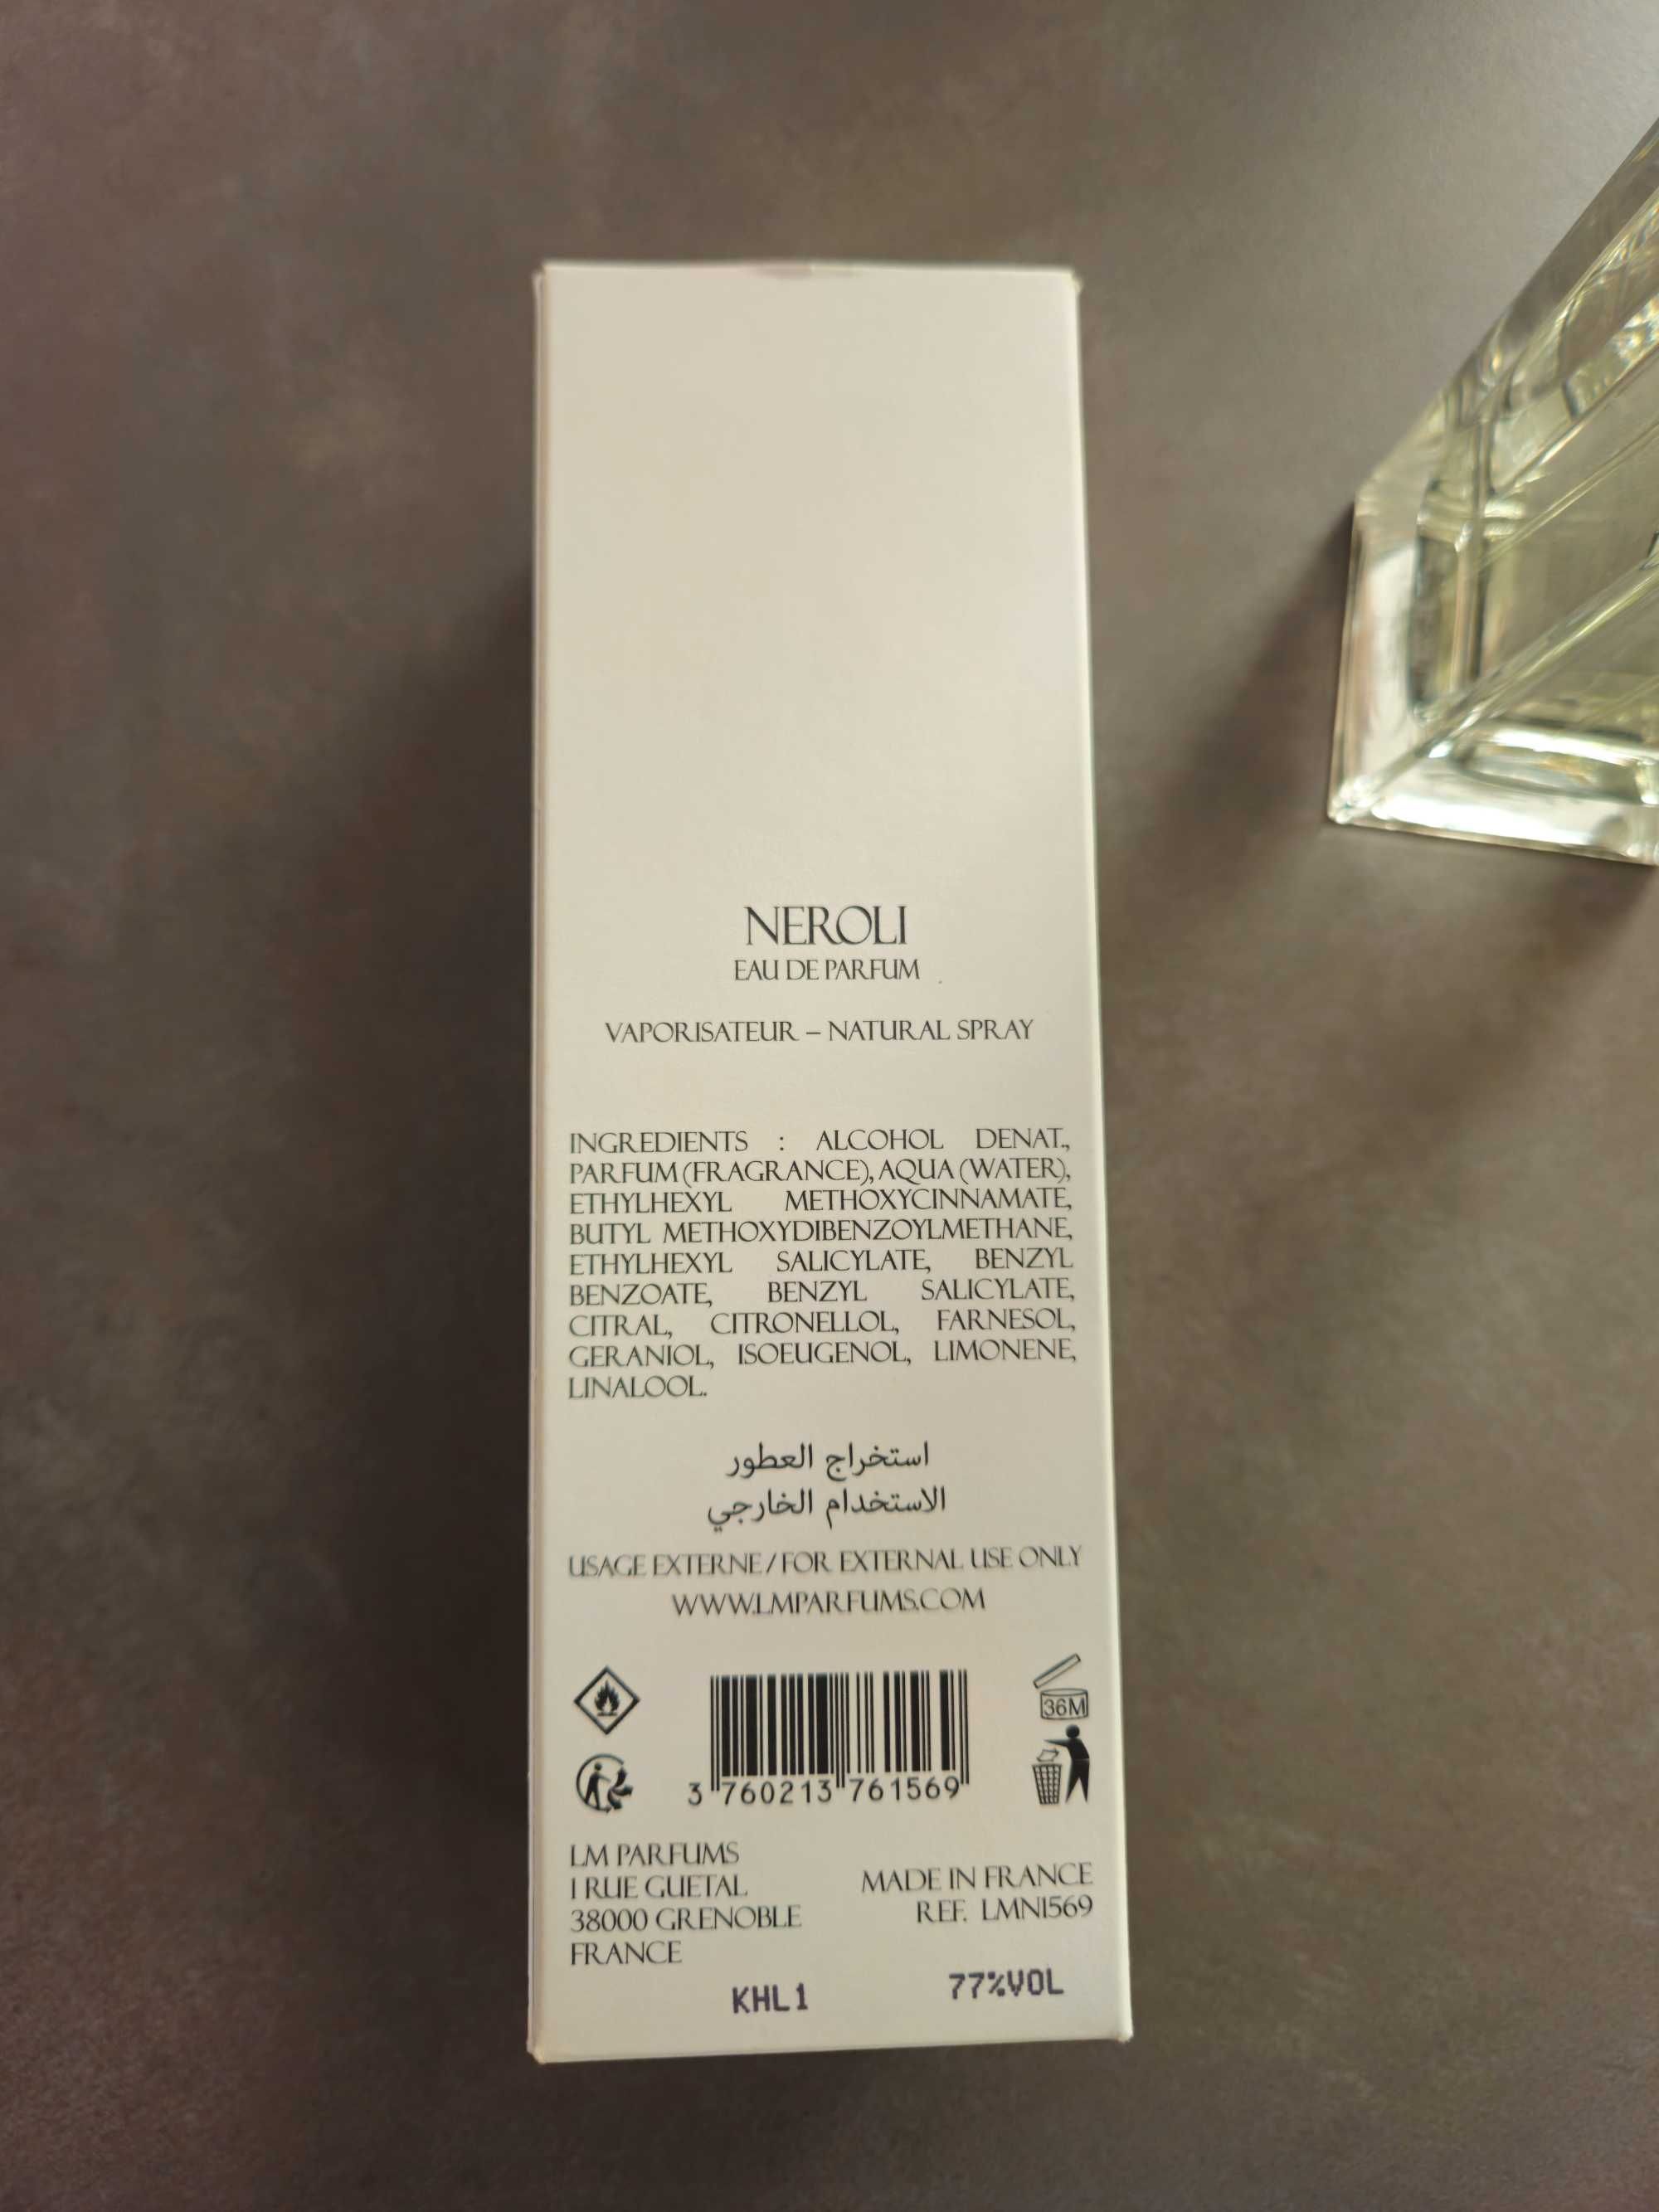 NEROLI
EAU DE PARFUM
VAPORISATEUR – NATURAL SPRAY
INGREDIENTS : ALCOHOL DENAT.,
PARFUM (FRAGRANCE), AQUA (WATER),
ETHYLHEXYL METHOXYCINNAMATE,
BUTYL METHOXYDIBENZOYLMETHANE,
ETHYLHEXYL SALICYLATE, BENZYL
BENZOATE, BENZYL SALICYLATE,
CITRAL, CITRONELLOL, FARNESOL,
GERANIOL, ISOEUGENOL, LIMONENE,
LINALOOL.
استخراج العطور
الاستخدام الخارجي
USAGE EXTERNE / FOR EXTERNAL USE ONLY
WWW.LMPARFUMS.COM
36M
3 760213 761569
LM PARFUMS
1 RUE GUETAL
38000 GRENOBLE
FRANCE
MADE IN FRANCE
REF. LMN1569
KHL1
77%VOL